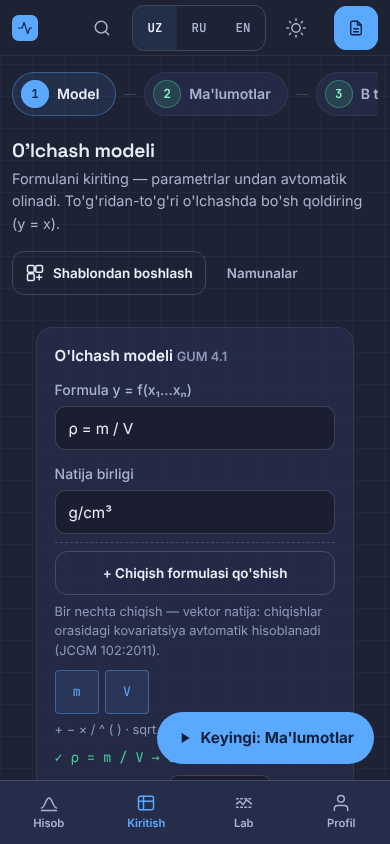 UZ RU EN
1 Model 2 Ma'lumotlar 3 B t
O'lchash modeli
Formulani kiriting — parametrlar undan avtomatik
olinadi. To'g'ridan-to'g'ri o'lchashda bo'sh qoldiring
(y = x).
Shablondan boshlash Namunalar
O'lchash modeli GUM 4.1
Formula y = f(x₁...xₙ)
ρ = m / V
Natija birligi
g/cm³
+ Chiqish formulasi qo'shish
Bir nechta chiqish — vektor natija: chiqishlar
orasidagi kovariatsiya avtomatik hisoblanadi
(JCGM 102:2011).
m V
+ − × / ^ ( ) · sqrt
Keyingi: Ma'lumotlar
✓ ρ = m / V →
Hisob Kiritish Lab Profil